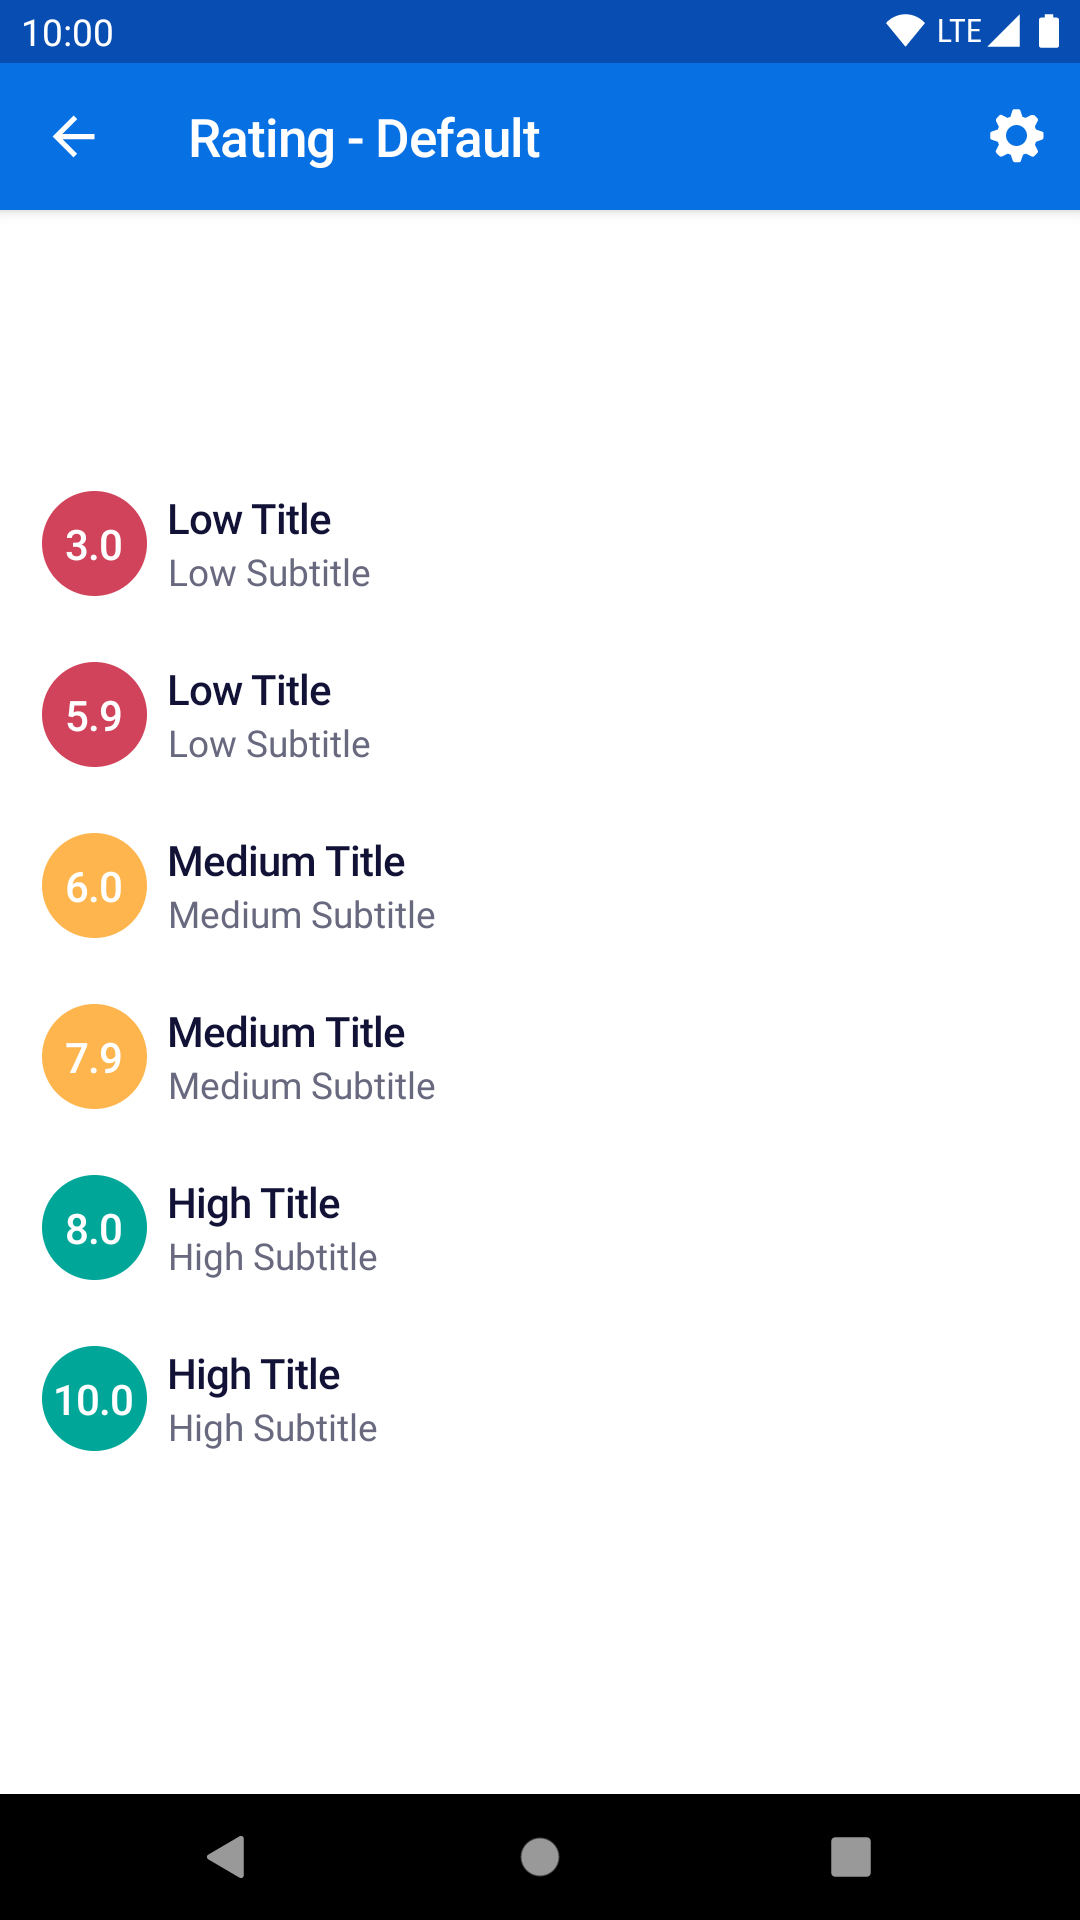 10:00 LTE
Rating - Default
3.0 Low Title
Low Subtitle
5.9 Low Title
Low Subtitle
6.0 Medium Title
Medium Subtitle
7.9 Medium Title
Medium Subtitle
8.0 High Title
High Subtitle
10.0 High Title
High Subtitle